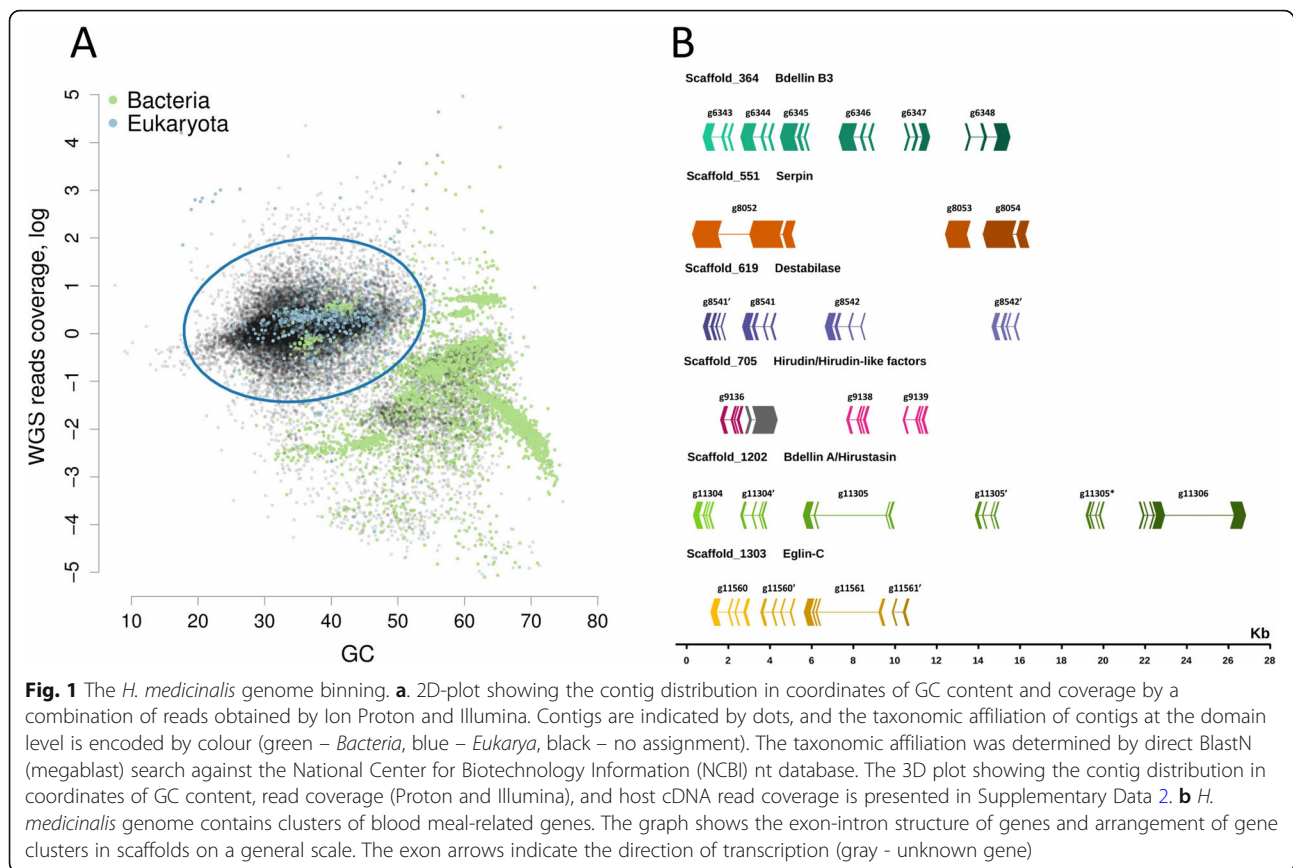 A
Bacteria
Eukaryota
WGS reads coverage, log
5
4
3
2
1
0
−1
−2
−3
−4
−5
10 20 30 40 50 60 70 80
GC
B
Scaffold_364 Bdellin B3
g6343 g6344 g6345 g6346 g6347 g6348
Scaffold_551 Serpin
g8052 g8053 g8054
Scaffold_619 Destabilase
g8541′ g8541 g8542 g8542′
Scaffold_705 Hirudin/Hirudin-like factors
g9136 g9138 g9139
Scaffold_1202 Bdellin A/Hirustasin
g11304 g11304′ g11305 g11305′ g11305* g11306
Scaffold_1303 Eglin-C
g11560 g11560′ g11561 g11561′
Kb
0 2 4 6 8 10 12 14 16 18 20 22 24 26 28
Fig. 1 The H. medicinalis genome binning. a. 2D-plot showing the contig distribution in coordinates of GC content and coverage by a
combination of reads obtained by Ion Proton and Illumina. Contigs are indicated by dots, and the taxonomic affiliation of contigs at the domain
level is encoded by colour (green – Bacteria, blue – Eukarya, black – no assignment). The taxonomic affiliation was determined by direct BlastN
(megablast) search against the National Center for Biotechnology Information (NCBI) nt database. The 3D plot showing the contig distribution in
coordinates of GC content, read coverage (Proton and Illumina), and host cDNA read coverage is presented in Supplementary Data 2. b H.
medicinalis genome contains clusters of blood meal-related genes. The graph shows the exon-intron structure of genes and arrangement of gene
clusters in scaffolds on a general scale. The exon arrows indicate the direction of transcription (gray - unknown gene)